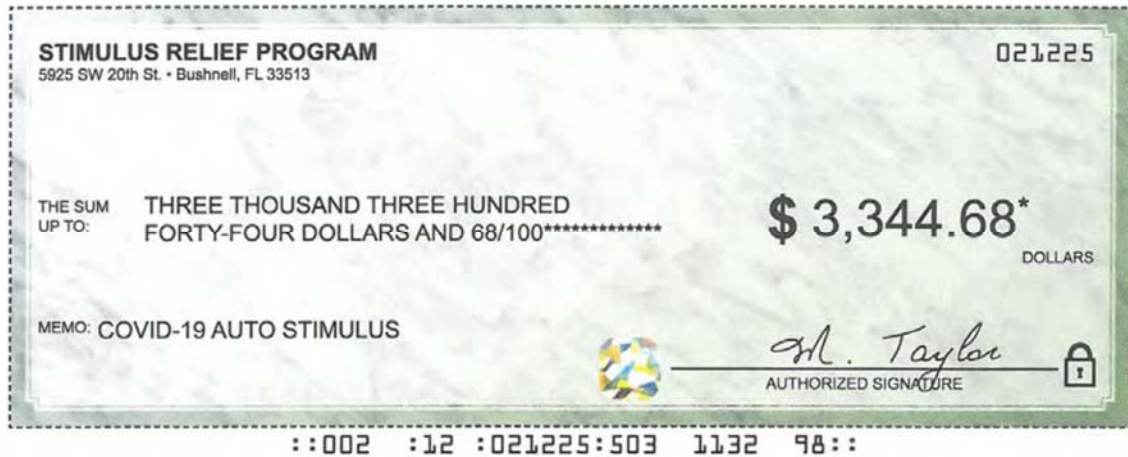 STIMULUS RELIEF PROGRAM
5925 SW 20th St. • Bushnell, FL 33513
021225
THE SUM UP TO:
THREE THOUSAND THREE HUNDRED
FORTY-FOUR DOLLARS AND 68/100*************
$ 3,344.68*
DOLLARS
MEMO: COVID-19 AUTO STIMULUS
M. Taylor
AUTHORIZED SIGNATURE
::002 :12 :021225:503 1132 98::